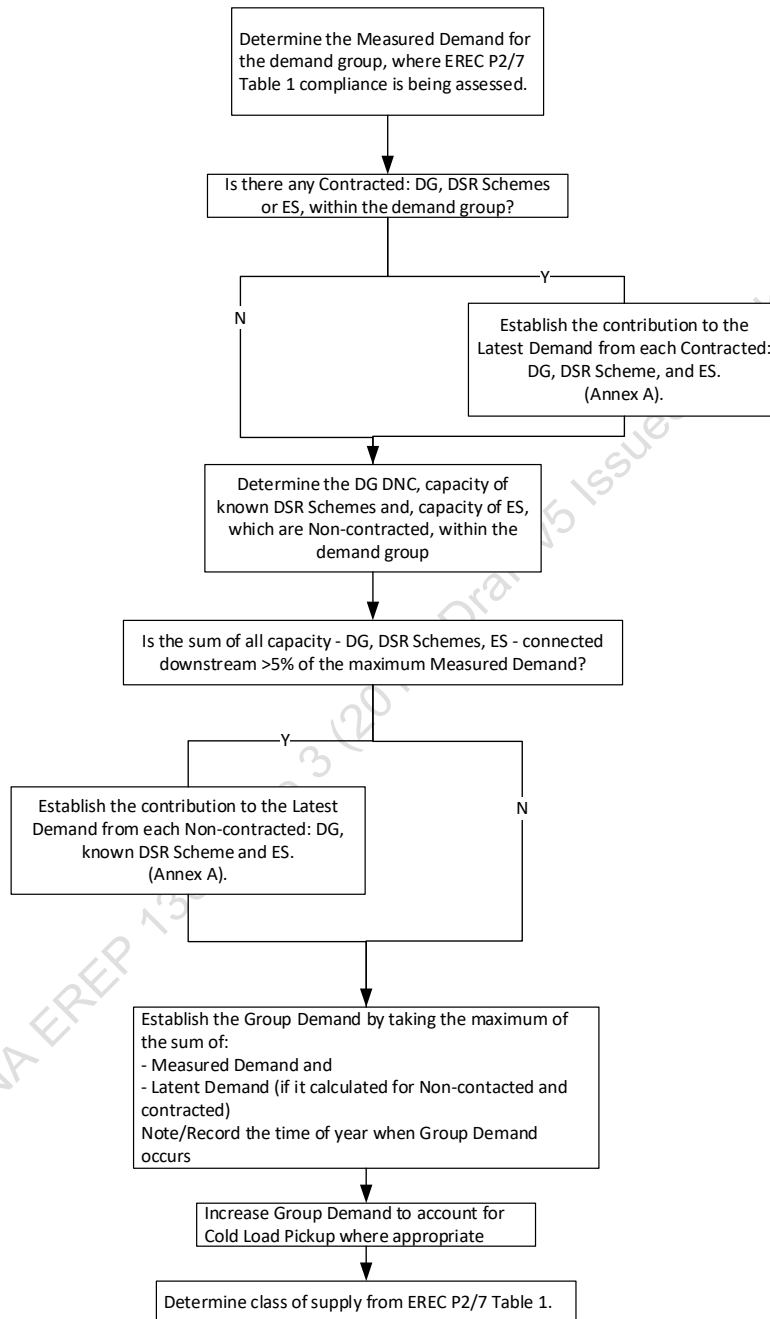 Determine the Measured Demand for
the demand group, where EREC P2/7
Table 1 compliance is being assessed.
Is there any Contracted: DG, DSR Schemes
or ES, within the demand group?
Y
N
Establish the contribution to the
Latest Demand from each Contracted:
DG, DSR Scheme, and ES.
(Annex A).
Determine the DG DNC, capacity of
known DSR Schemes and, capacity of ES,
which are Non-contracted, within the
demand group
Is the sum of all capacity - DG, DSR Schemes, ES - connected
downstream >5% of the maximum Measured Demand?
Y
N
Establish the contribution to the Latest
Demand from each Non-contracted: DG,
known DSR Scheme and ES.
(Annex A).
Establish the Group Demand by taking the maximum of
the sum of:
- Measured Demand and
- Latent Demand (if it calculated for Non-contacted and
contracted)
Note/Record the time of year when Group Demand
occurs
Increase Group Demand to account for
Cold Load Pickup where appropriate
Determine class of supply from EREC P2/7 Table 1.
EREP 3 Issued